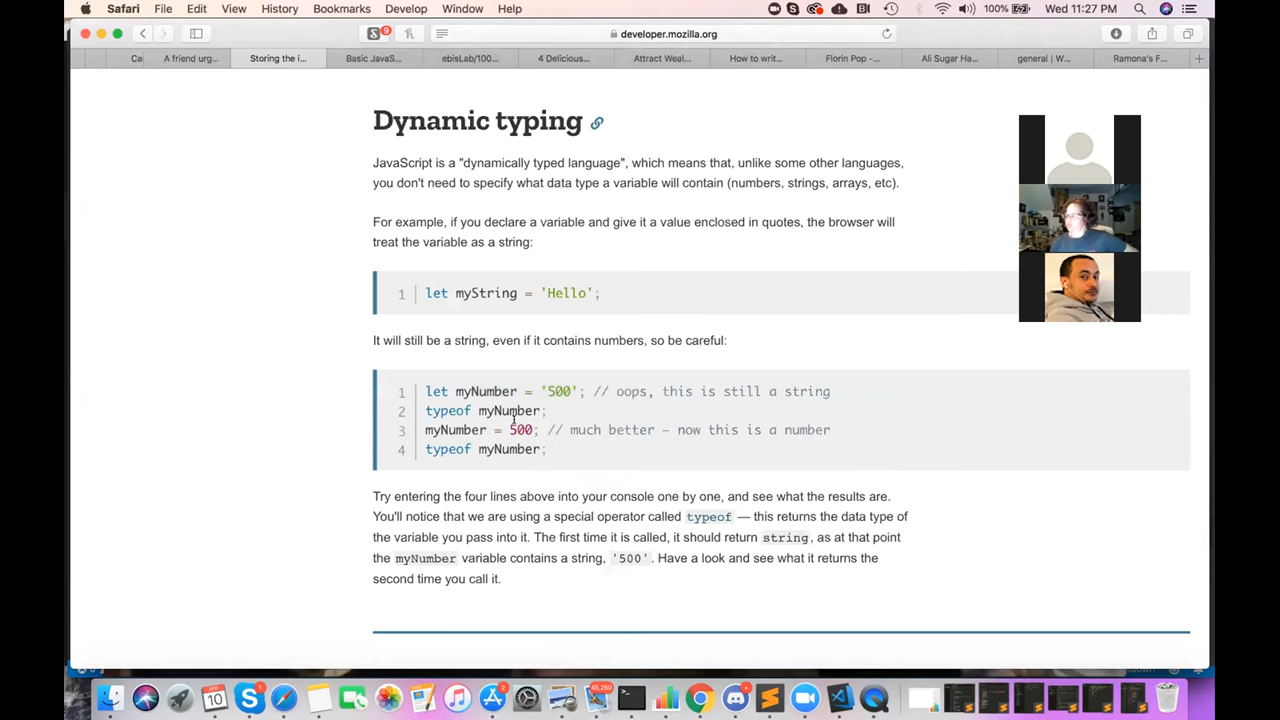 Safari File Edit View History Bookmarks Develop Window Help 100% Wed 11:27 PM
developer.mozilla.org
A friend urg... Storing the i... Basic JavaS... ebisLab/100... 4 Delicious... Attract Weal... How to writ... Florin Pop -... Ali Sugar Ha... general | W... Ramona's F...
Dynamic typing
JavaScript is a "dynamically typed language", which means that, unlike some other languages,
you don't need to specify what data type a variable will contain (numbers, strings, arrays, etc).
For example, if you declare a variable and give it a value enclosed in quotes, the browser will
treat the variable as a string:
1 let myString = 'Hello';
It will still be a string, even if it contains numbers, so be careful:
1 let myNumber = '500'; // oops, this is still a string
2 typeof myNumber;
3 myNumber = 500; // much better — now this is a number
4 typeof myNumber;
Try entering the four lines above into your console one by one, and see what the results are.
You'll notice that we are using a special operator called typeof — this returns the data type of
the variable you pass into it. The first time it is called, it should return string, as at that point
the myNumber variable contains a string, '500'. Have a look and see what it returns the
second time you call it.